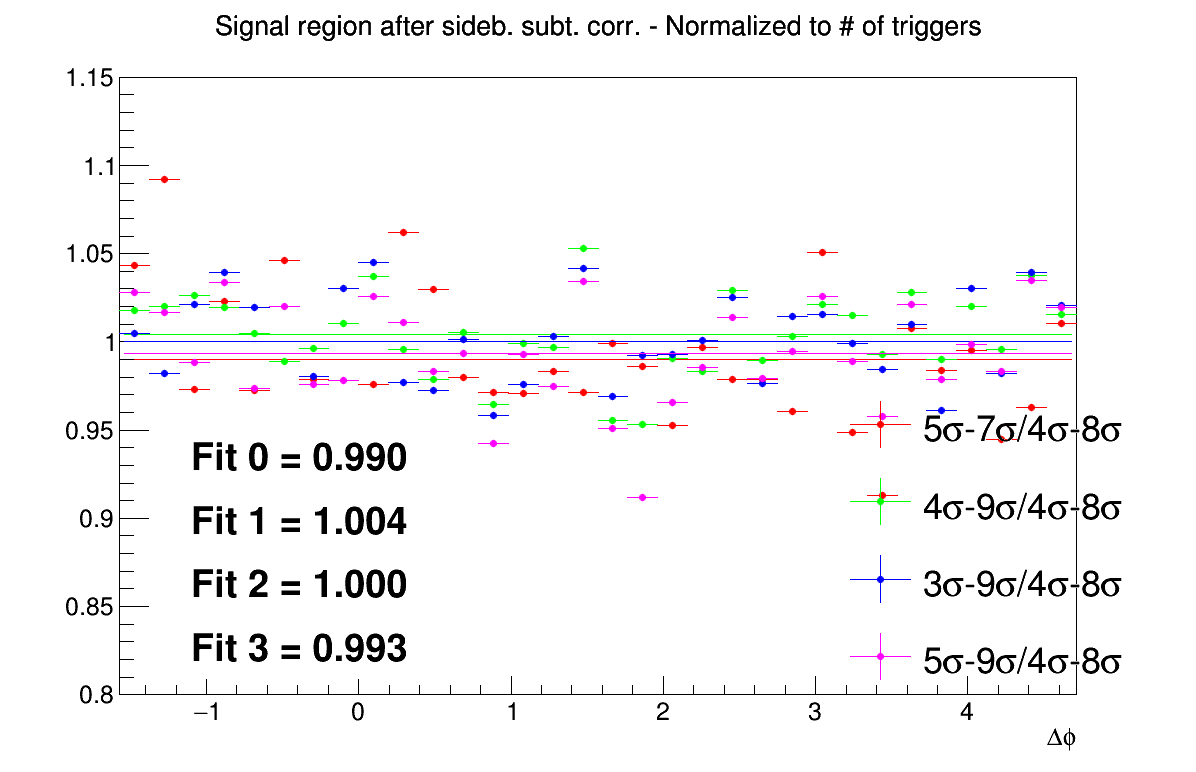 Signal region after sideb. subt. corr. - Normalized to # of triggers
1.15
1.1
1.05
1
0.95
0.9
0.85
0.8
−1
0
1
2
3
4
Δϕ
Fit 0 = 0.990
Fit 1 = 1.004
Fit 2 = 1.000
Fit 3 = 0.993
5σ-7σ/4σ-8σ
4σ-9σ/4σ-8σ
3σ-9σ/4σ-8σ
5σ-9σ/4σ-8σ